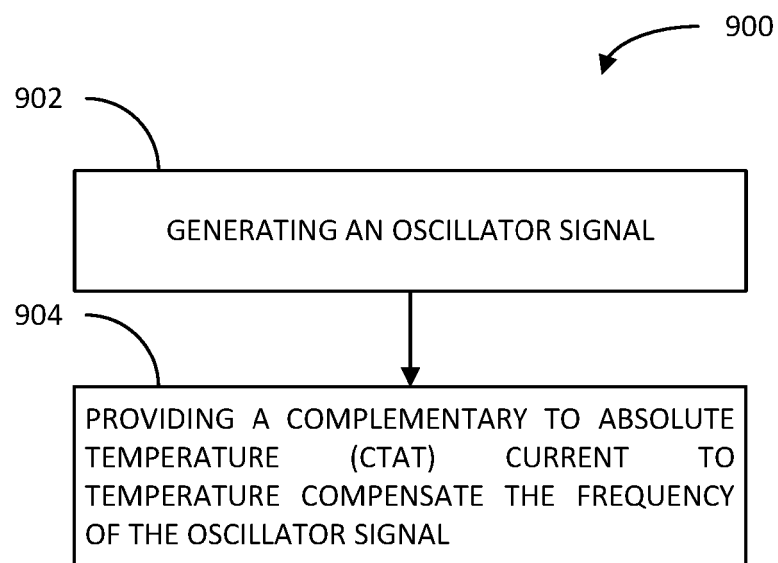 900
902
GENERATING AN OSCILLATOR SIGNAL
904
PROVIDING A COMPLEMENTARY TO ABSOLUTE
TEMPERATURE (CTAT) CURRENT TO
TEMPERATURE COMPENSATE THE FREQUENCY
OF THE OSCILLATOR SIGNAL